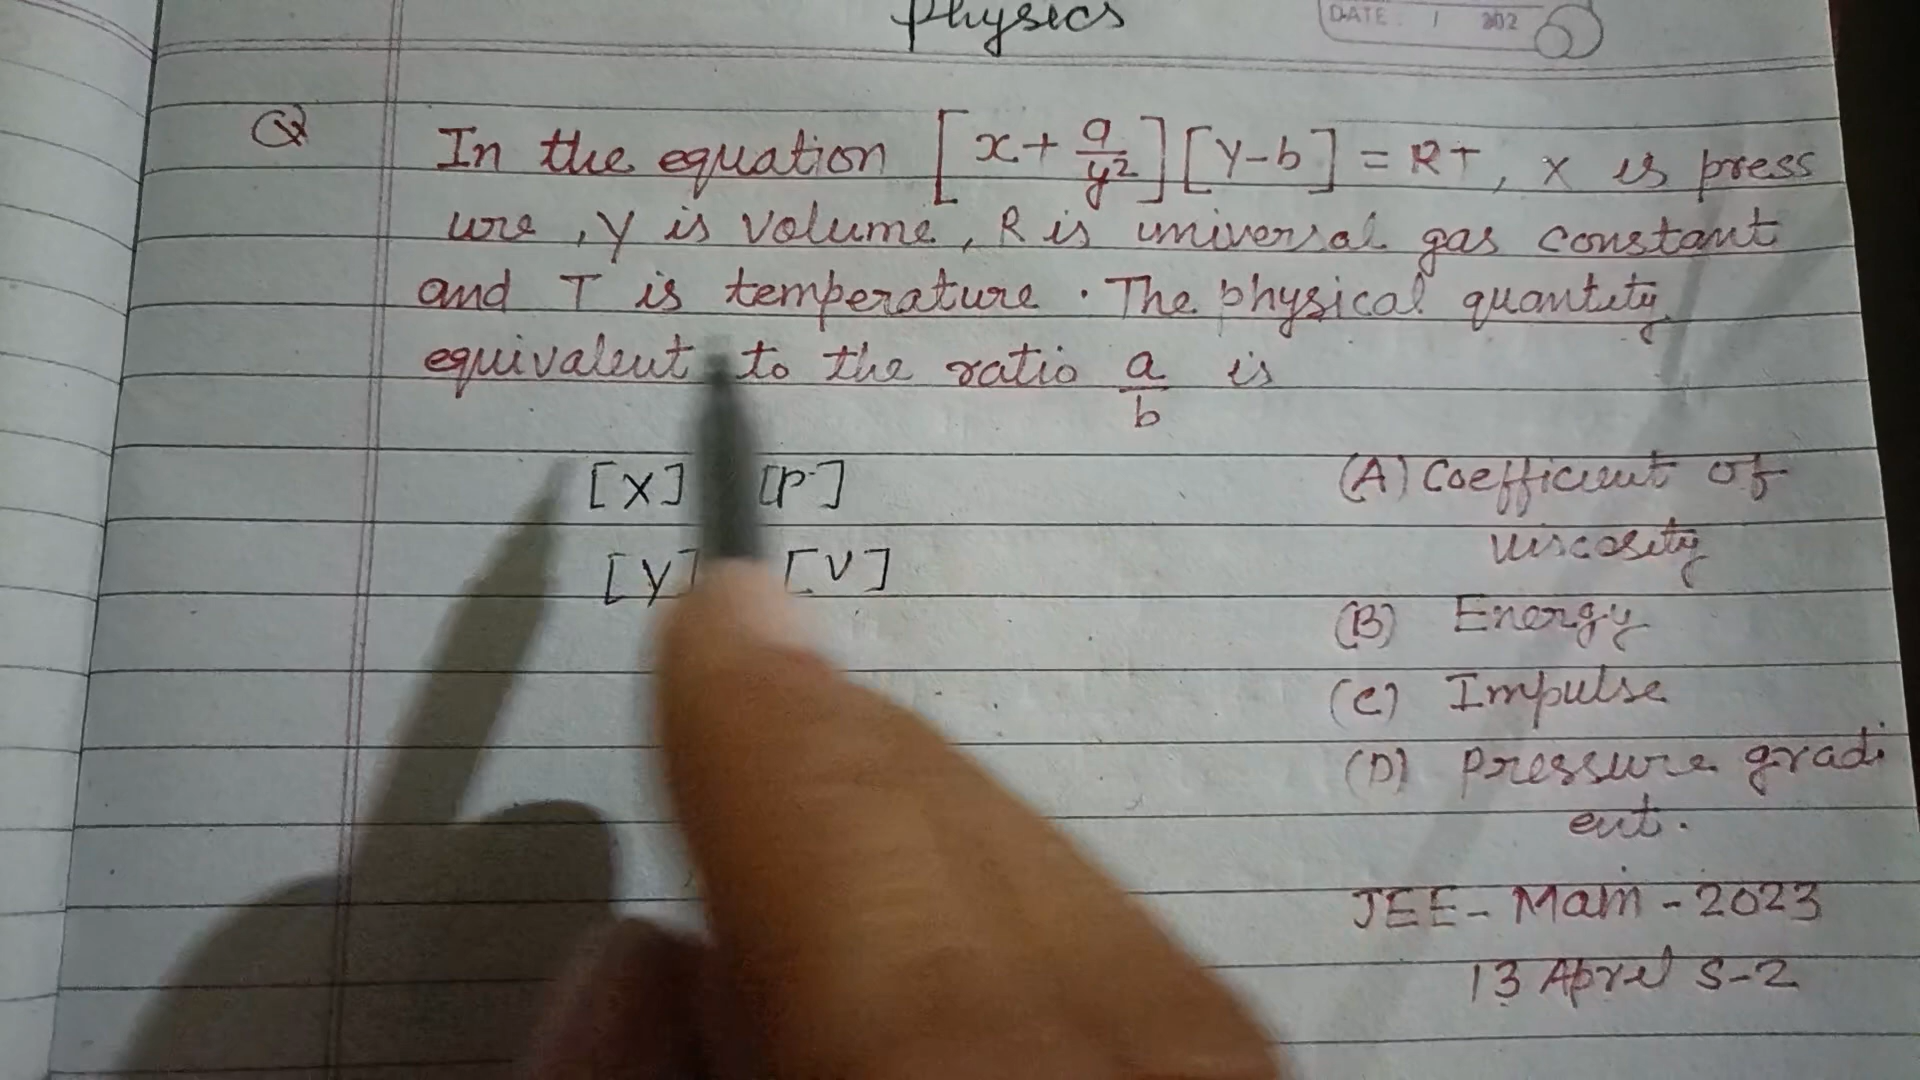 Physics
DATE / 202
Q In the equation [x + a/y²] [Y-b] = RT, X is press
ure, Y is volume, R is universal gas constant
and T is temperature. The physical quantity
equivalent to the ratio a/b is
[X] [P]
[Y] [V]
(A) Coefficient of
viscosity
(B) Energy
(C) Impulse
(D) Pressure gradi
ent.
JEE-Main-2023
13 April S-2